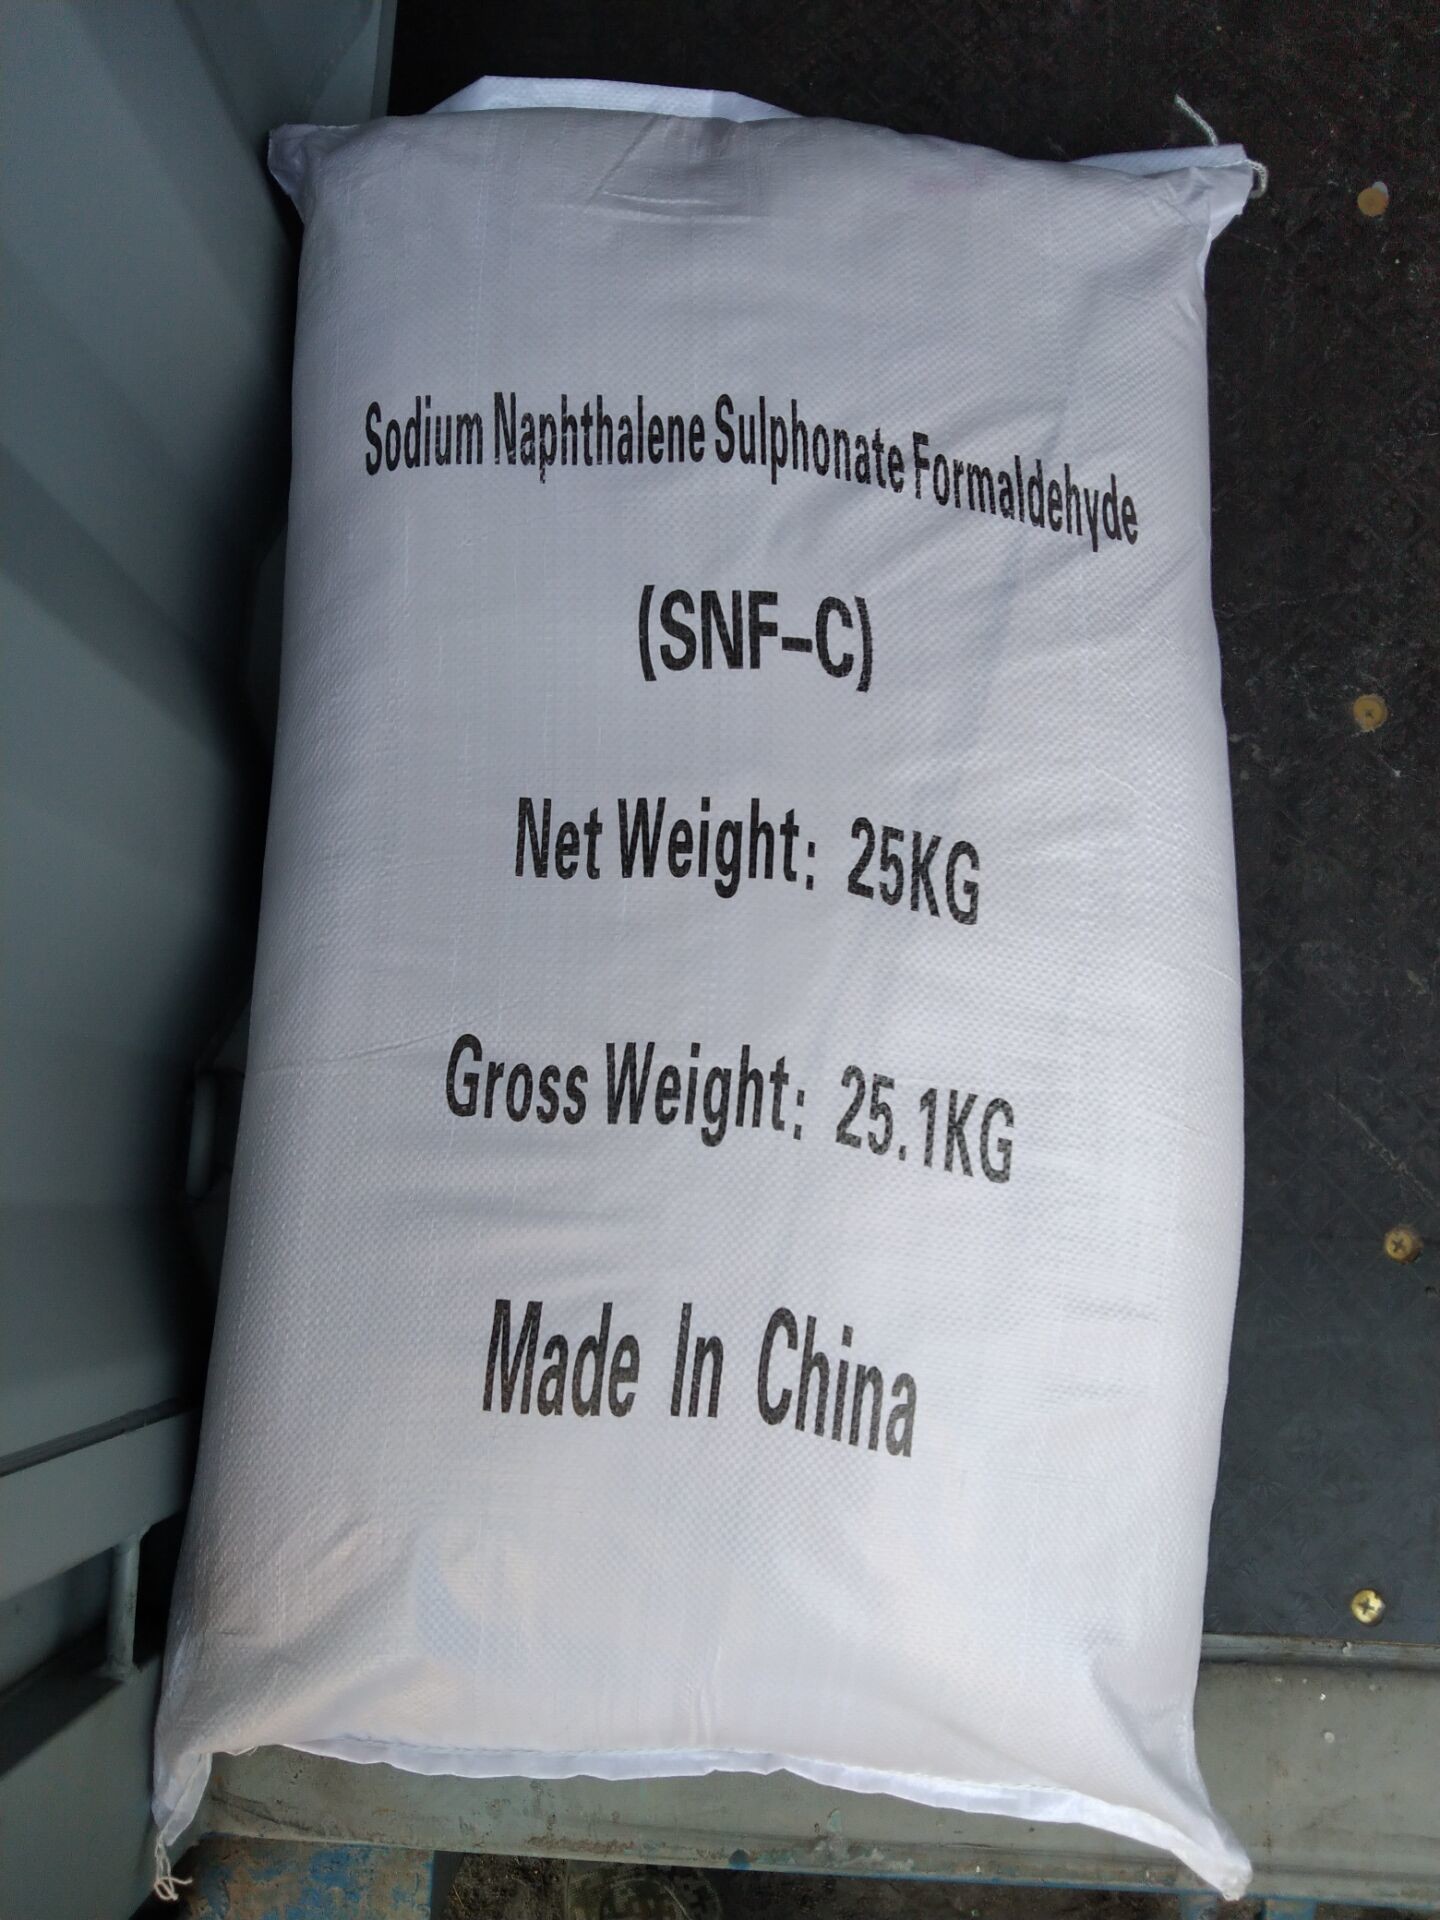 Sodium Naphthalene Sulphonate Formaldehyde
(SNF-C)
Net Weight: 25KG
Gross Weight: 25.1KG
Made In China